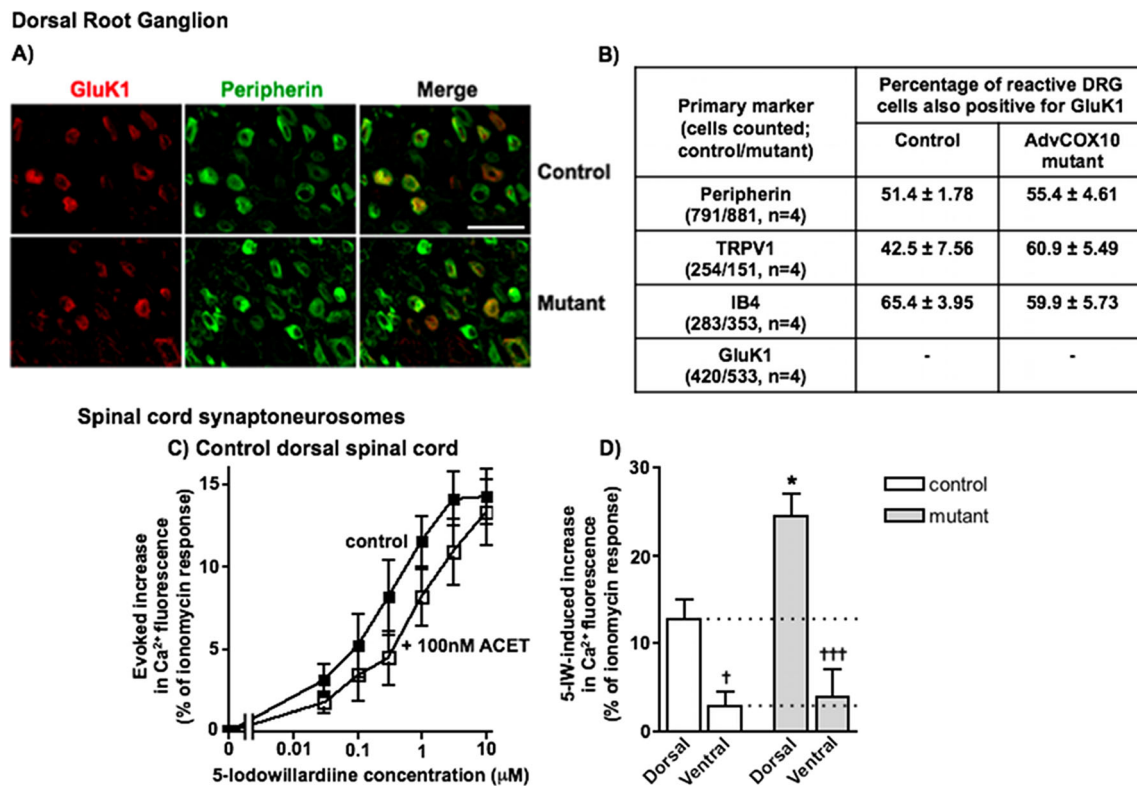 Dorsal Root Ganglion
A)
GluK1 Peripherin Merge
Control
Mutant
B)
Primary marker
(cells counted;
control/mutant)
Percentage of reactive DRG
cells also positive for GluK1
Control
AdvCOX10
mutant
Peripherin
(791/881, n=4)
51.4 ± 1.78
55.4 ± 4.61
TRPV1
(254/151, n=4)
42.5 ± 7.56
60.9 ± 5.49
IB4
(283/353, n=4)
65.4 ± 3.95
59.9 ± 5.73
GluK1
(420/533, n=4)
-
-
Spinal cord synaptoneurosomes
C) Control dorsal spinal cord
Evoked increase
in Ca²⁺ fluorescence
(% of ionomycin response)
15
10
5
0
control
+ 100nM ACET
0 0.01 0.1 1 10
5-Iodowillardiine concentration (μM)
D)
5-IW-induced increase
in Ca²⁺ fluorescence
(% of ionomycin response)
30
20
10
0
*
†
†††
control
mutant
Dorsal
Ventral
Dorsal
Ventral